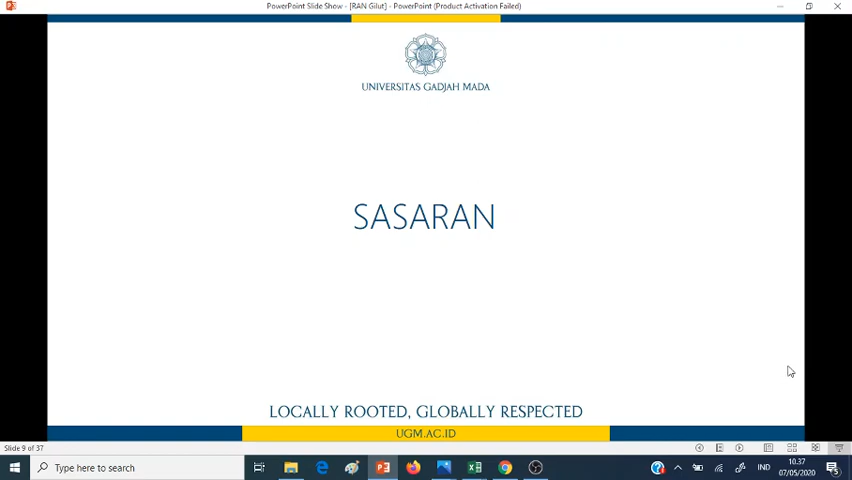 PowerPoint Slide Show - [RAN Gilut] - PowerPoint (Product Activation Failed)
UNIVERSITAS GADJAH MADA
SASARAN
LOCALLY ROOTED, GLOBALLY RESPECTED
UGM.AC.ID
Slide 9 of 37
Type here to search
IND
10.37
07/05/2020
5